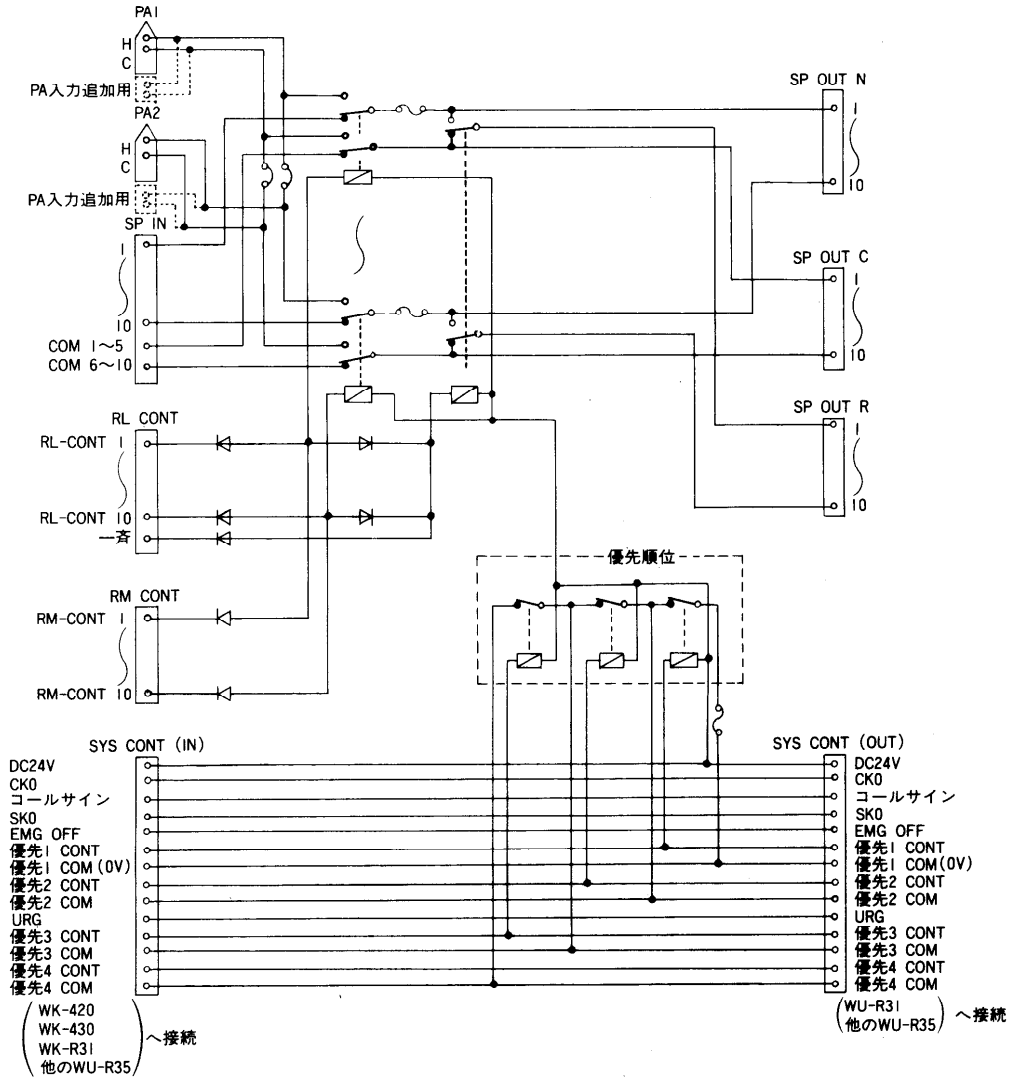 PA1
H
C
PA入力追加用
PA2
H
C
PA入力追加用
SP IN
1
10
COM 1～5
COM 6～10
RL CONT
RL-CONT 1
RL-CONT 10
一斉
RM CONT
RM-CONT 1
RM-CONT 10
SP OUT N
1
10
SP OUT C
1
10
SP OUT R
1
10
優先順位
SYS CONT (IN)
DC24V
CK0
コールサイン
SK0
EMG OFF
優先1 CONT
優先1 COM(0V)
優先2 CONT
優先2 COM
URG
優先3 CONT
優先3 COM
優先4 CONT
優先4 COM
WK-420
WK-430
WK-R31
他のWU-R35
へ接続
SYS CONT (OUT)
DC24V
CK0
コールサイン
SK0
EMG OFF
優先1 CONT
優先1 COM(0V)
優先2 CONT
優先2 COM
URG
優先3 CONT
優先3 COM
優先4 CONT
優先4 COM
WU-R31
他のWU-R35
へ接続